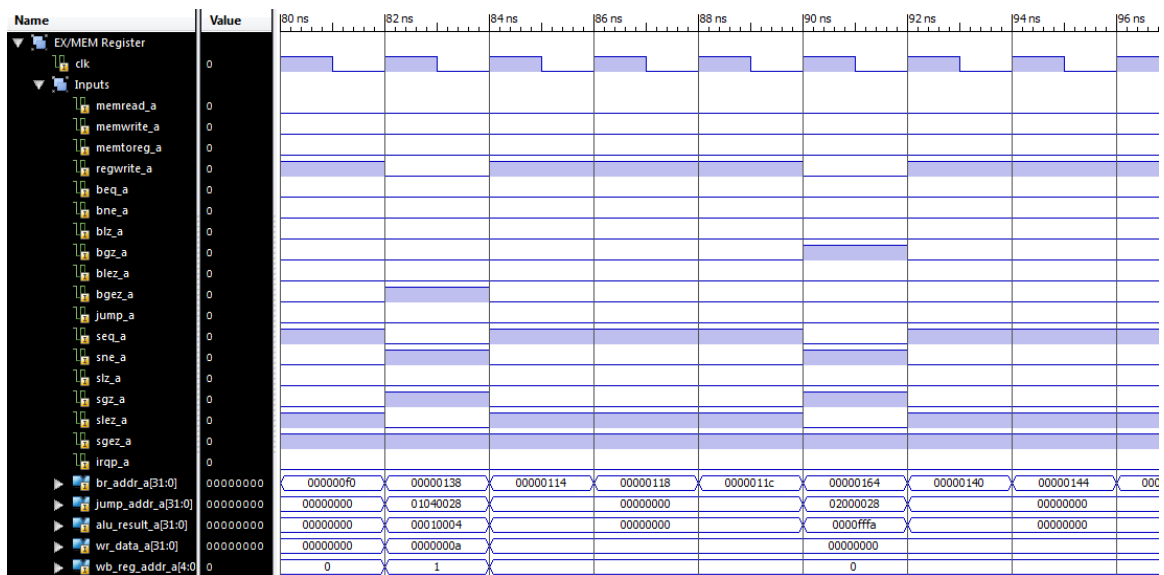 Name Value 80 ns 82 ns 84 ns 86 ns 88 ns 90 ns 92 ns 94 ns 96 ns
EX/MEM Register
clk 0
Inputs
memread_a 0
memwrite_a 0
memtoreg_a 0
regwrite_a 0
beq_a 0
bne_a 0
blz_a 0
bgz_a 0
blez_a 0
bgez_a 0
jump_a 0
seq_a 0
sne_a 0
slz_a 0
sgz_a 0
slez_a 0
sgez_a 0
irqp_a 0
br_addr_a[31:0] 00000000 000000f0 00000138 00000114 00000118 0000011c 00000164 00000140 00000144 000
jump_addr_a[31:0] 00000000 00000000 01040028 00000000 02000028 00000000
alu_result_a[31:0] 00000000 00000000 00010004 00000000 0000fffa 00000000
wr_data_a[31:0] 00000000 00000000 0000000a 00000000
wb_reg_addr_a[4:0 0 0 1 0